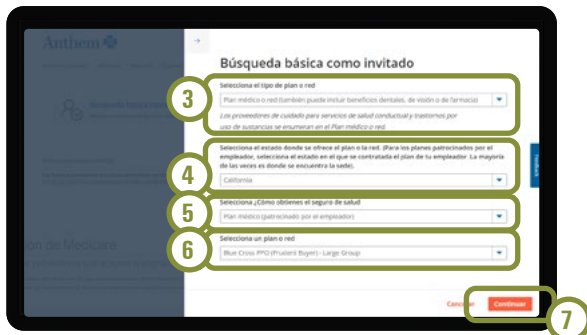 Anthem
Búsqueda básica como invitado
3
Selecciona el tipo de plan o red
Plan médico o red (también puede incluir beneficios dentales, de visión o de farmacia)
Los proveedores de cuidado para servicios de salud conductual y trastornos por
uso de sustancias se enumeran en el Plan médico o red.
4
Selecciona el estado donde se ofrece el plan o la red. (Para los planes patrocinados por el
empleador, selecciona el estado en el que se contratada el plan de tu empleador. La mayoría
de las veces es donde se encuentra la sede).
California
Feedback
5
Selecciona ¿Cómo obtienes el seguro de salud
Plan médico (patrocinado por el empleador)
6
Selecciona un plan o red
Blue Cross PPO (Prudent Buyer) - Large Group
ón de Medicare
Cancelar
Continuar
7